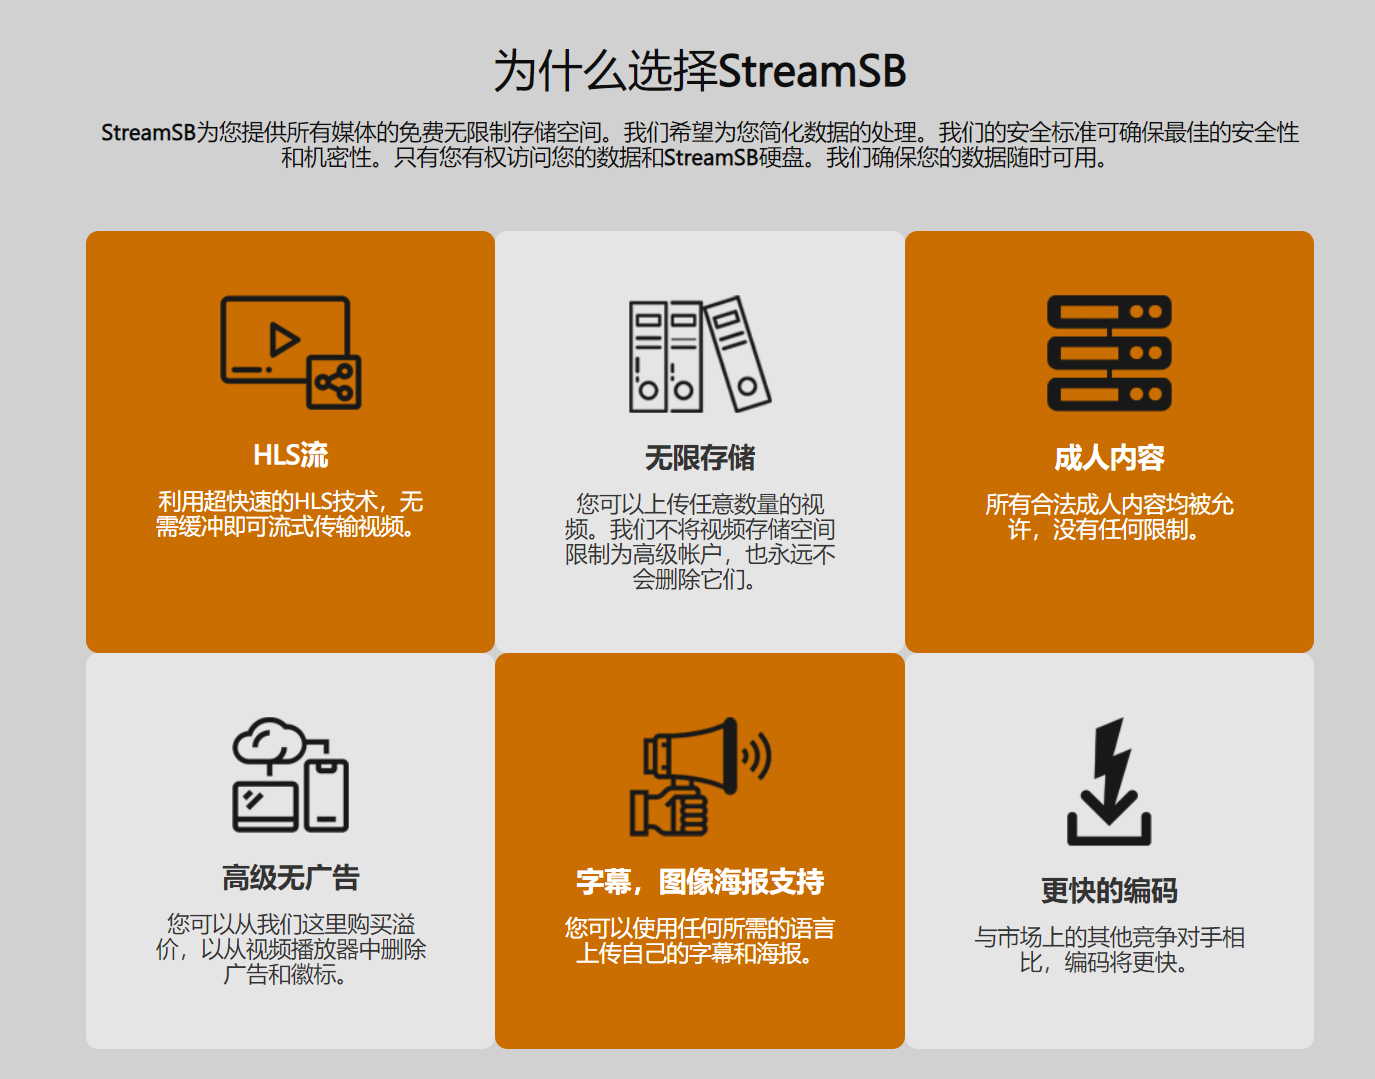 为什么选择StreamSB
StreamSB为您提供所有媒体的免费无限制存储空间。我们希望为您简化数据的处理。我们的安全标准可确保最佳的安全性
和机密性。只有您有权访问您的数据和StreamSB硬盘。我们确保您的数据随时可用。
HLS流
利用超快速的HLS技术，无
需缓冲即可流式传输视频。
无限存储
您可以上传任意数量的视
频。我们不将视频存储空间
限制为高级帐户，也永远不
会删除它们。
成人内容
所有合法成人内容均被允
许，没有任何限制。
高级无广告
您可以从我们这里购买溢
价，以从视频播放器中删除
广告和徽标。
字幕，图像海报支持
您可以使用任何所需的语言
上传自己的字幕和海报。
更快的编码
与市场上的其他竞争对手相
比，编码将更快。